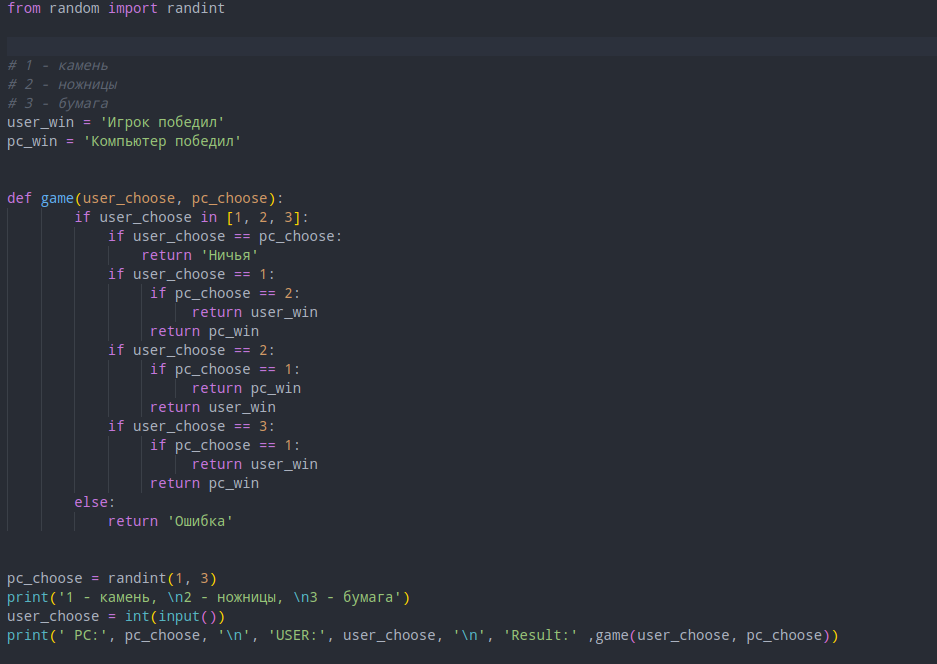 from random import randint
# 1 - камень
# 2 - ножницы
# 3 - бумага
user_win = 'Игрок победил'
pc_win = 'Компьютер победил'
def game(user_choose, pc_choose):
if user_choose in [1, 2, 3]:
if user_choose == pc_choose:
return 'Ничья'
if user_choose == 1:
if pc_choose == 2:
return user_win
return pc_win
if user_choose == 2:
if pc_choose == 1:
return pc_win
return user_win
if user_choose == 3:
if pc_choose == 1:
return user_win
return pc_win
else:
return 'Ошибка'
pc_choose = randint(1, 3)
print('1 - камень, \n2 - ножницы, \n3 - бумага')
user_choose = int(input())
print(' PC:', pc_choose, '\n', 'USER:', user_choose, '\n', 'Result:' ,game(user_choose, pc_choose))